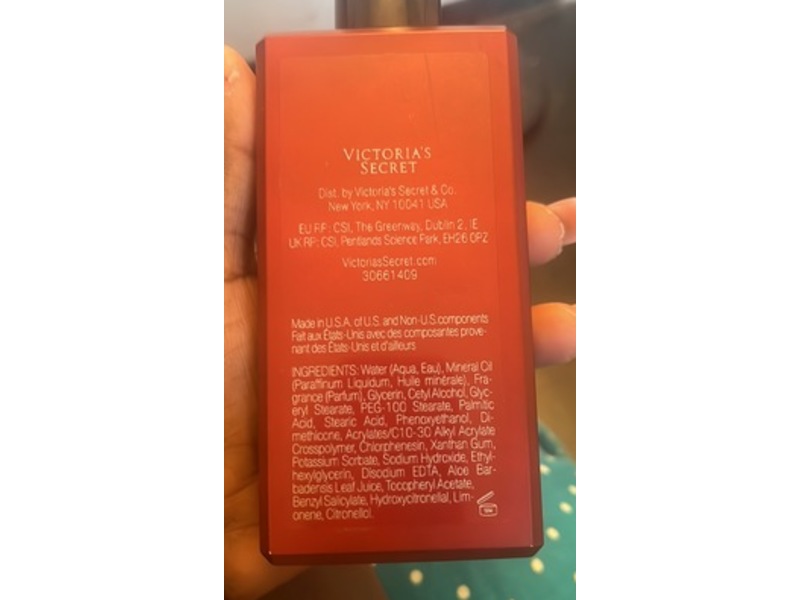 VICTORIA'S
SECRET
Dist. by Victoria's Secret & Co.
New York, NY 10041 USA
EU RP: CSI, The Greenway, Dublin 2, IE
UK RP: CSI, Pentlands Science Park, EH26 0PZ
VictoriasSecret.com
30661409
Made in U.S.A. of U.S. and Non-U.S. components
Fait aux États-Unis avec des composantes prove-
nant des États-Unis et d'ailleurs
INGREDIENTS: Water (Aqua, Eau), Mineral Oil
(Paraffinum Liquidum, Huile minérale), Fra-
grance (Parfum), Glycerin, Cetyl Alcohol, Glyc-
eryl Stearate, PEG-100 Stearate, Palmitic
Acid, Stearic Acid, Phenoxyethanol, Di-
methicone, Acrylates/C10-30 Alkyl Acrylate
Crosspolymer, Chlorphenesin, Xanthan Gum,
Potassium Sorbate, Sodium Hydroxide, Ethyl-
hexylglycerin, Disodium EDTA, Aloe Bar-
badensis Leaf Juice, Tocopheryl Acetate,
Benzyl Salicylate, Hydroxycitronellal, Lim-
onene, Citronellol.